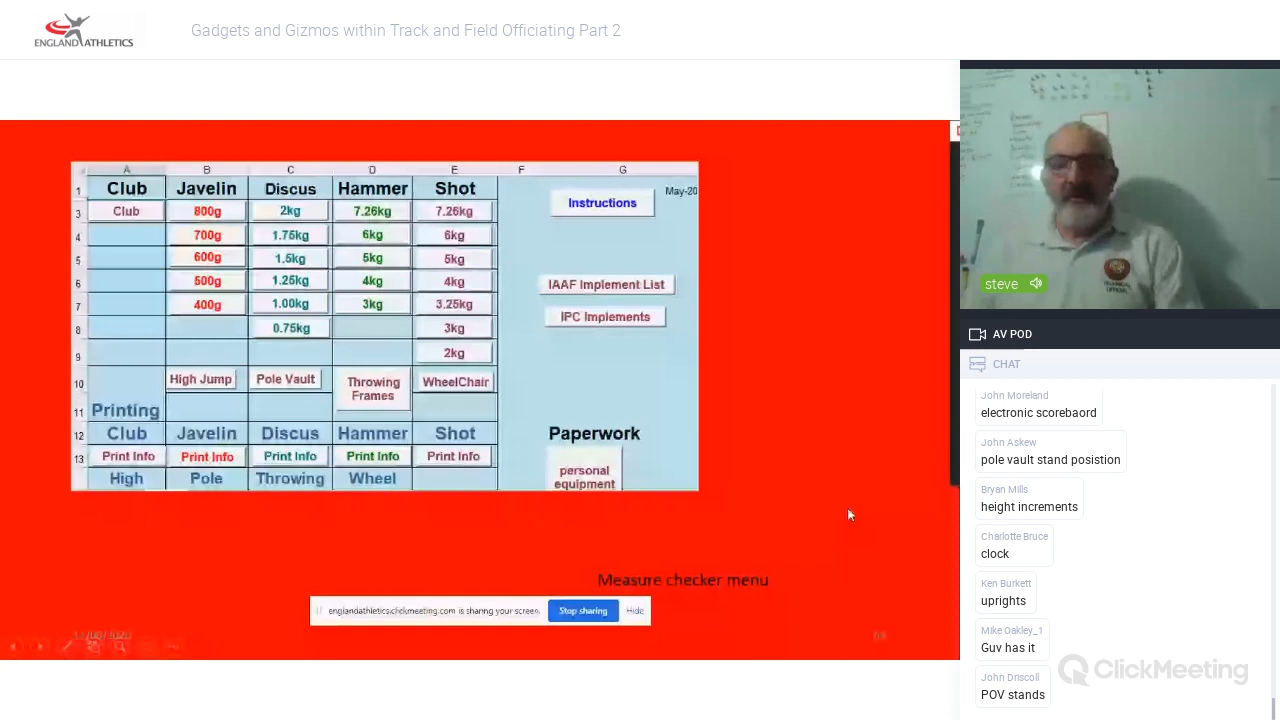 ENGLAND ATHLETICS
Gadgets and Gizmos within Track and Field Officiating Part 2
A B C D E F G
1 Club Javelin Discus Hammer Shot May-20
3 Club 800g 2kg 7.26kg 7.26kg Instructions
4 700g 1.75kg 6kg 6kg
5 600g 1.5kg 5kg 5kg
6 500g 1.25kg 4kg 4kg IAAF Implement List
7 400g 1.00kg 3kg 3.25kg IPC Implements
8 0.75kg 3kg
9 2kg
10 High Jump Pole Vault Throwing Frames WheelChair
11 Printing
12 Club Javelin Discus Hammer Shot Paperwork
13 Print Info Print Info Print Info Print Info Print Info personal equipment
High Pole Throwing Wheel
Measure checker menu
englandathletics.clickmeeting.com is sharing your screen.
Stop sharing
Hide
steve
AV POD
CHAT
John Moreland
electronic scorebaord
John Askew
pole vault stand posistion
Bryan Mills
height increments
Charlotte Bruce
clock
Ken Burkett
uprights
Mike Oakley_1
Guv has it
John Driscoll
POV stands
ClickMeeting